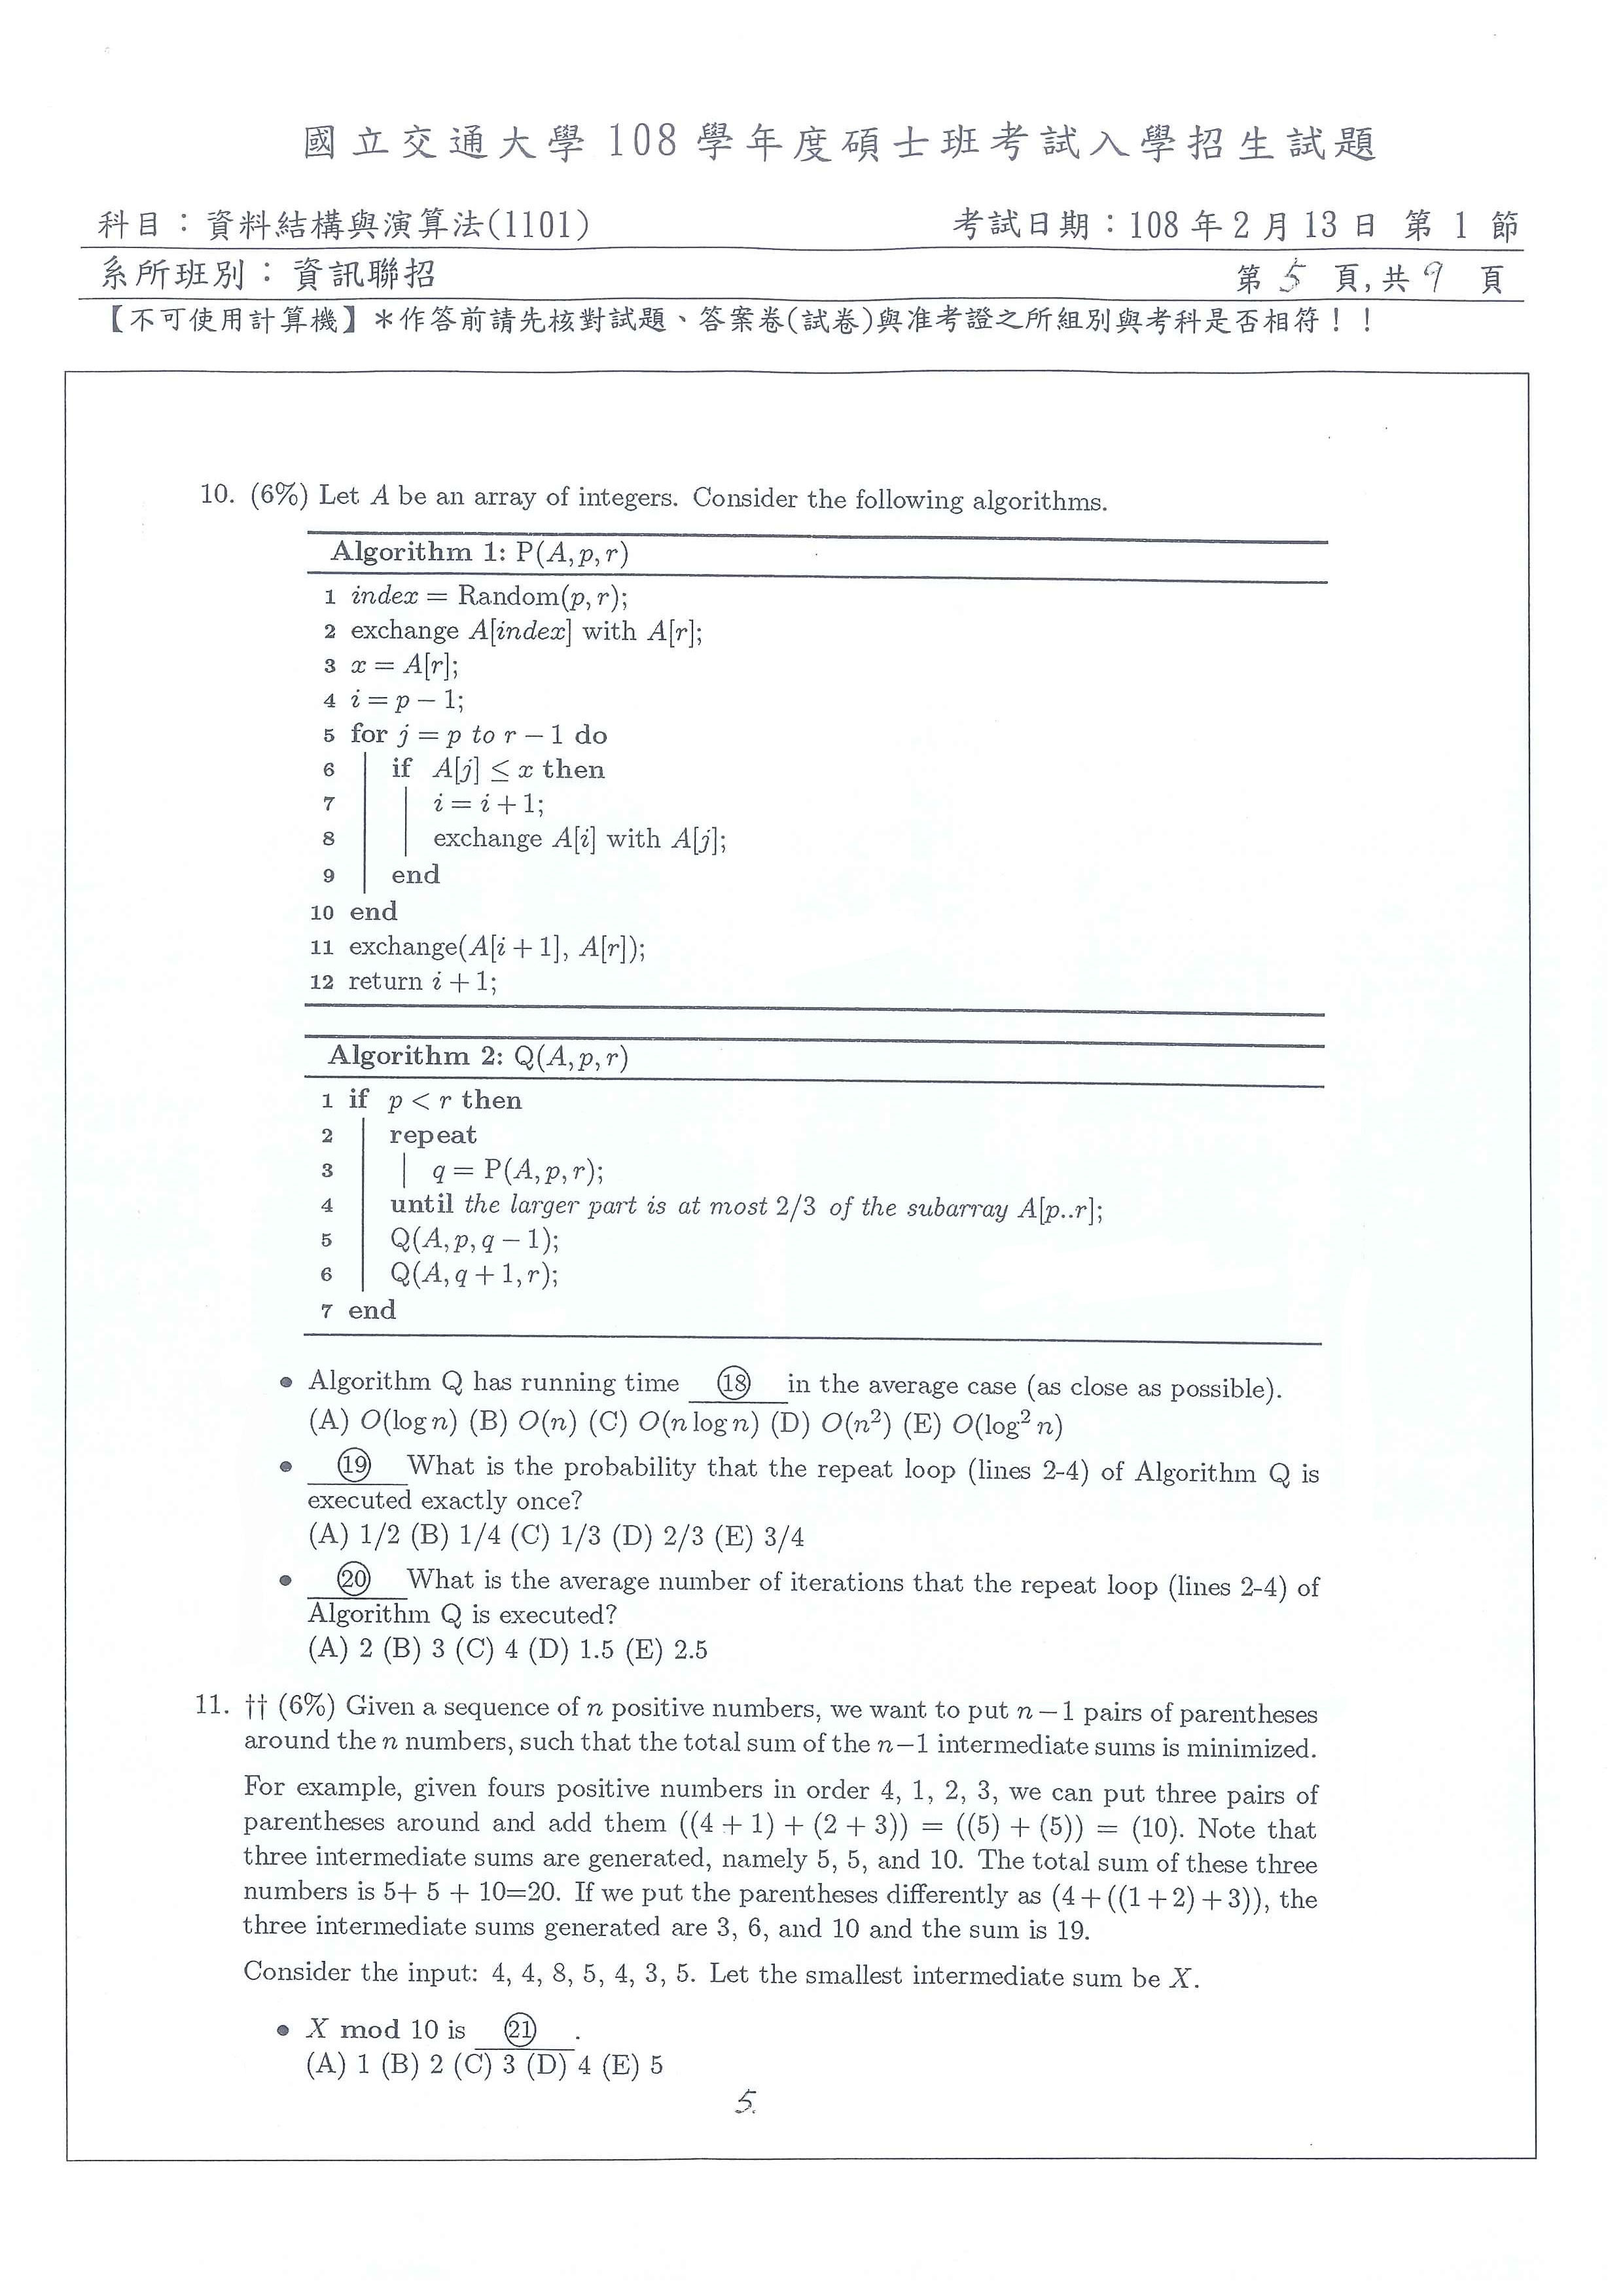 國立交通大學 108 學年度碩士班考試入學招生試題
科目：資料結構與演算法(1101)
考試日期：108 年 2 月 13 日 第 1 節
系所班別：資訊聯招
第 5 頁,共 9 頁
【不可使用計算機】＊作答前請先核對試題、答案卷(試卷)與准考證之所組別與考科是否相符！！
10. (6%) Let A be an array of integers. Consider the following algorithms.
Algorithm 1: P(A, p, r)
1 index = Random(p, r);
2 exchange A[index] with A[r];
3 x = A[r];
4 i = p − 1;
5 for j = p to r − 1 do
6 if A[j] ≤ x then
7 i = i + 1;
8 exchange A[i] with A[j];
9 end
10 end
11 exchange(A[i + 1], A[r]);
12 return i + 1;
Algorithm 2: Q(A, p, r)
1 if p < r then
2 repeat
3 q = P(A, p, r);
4 until the larger part is at most 2/3 of the subarray A[p..r];
5 Q(A, p, q − 1);
6 Q(A, q + 1, r);
7 end
• Algorithm Q has running time ⑱ in the average case (as close as possible).
(A) O(log n) (B) O(n) (C) O(n log n) (D) O(n²) (E) O(log² n)
• ⑲ What is the probability that the repeat loop (lines 2-4) of Algorithm Q is
executed exactly once?
(A) 1/2 (B) 1/4 (C) 1/3 (D) 2/3 (E) 3/4
• ⑳ What is the average number of iterations that the repeat loop (lines 2-4) of
Algorithm Q is executed?
(A) 2 (B) 3 (C) 4 (D) 1.5 (E) 2.5
11. †† (6%) Given a sequence of n positive numbers, we want to put n − 1 pairs of parentheses
around the n numbers, such that the total sum of the n−1 intermediate sums is minimized.
For example, given fours positive numbers in order 4, 1, 2, 3, we can put three pairs of
parentheses around and add them ((4 + 1) + (2 + 3)) = ((5) + (5)) = (10). Note that
three intermediate sums are generated, namely 5, 5, and 10. The total sum of these three
numbers is 5+ 5 + 10=20. If we put the parentheses differently as (4 + ((1 + 2) + 3)), the
three intermediate sums generated are 3, 6, and 10 and the sum is 19.
Consider the input: 4, 4, 8, 5, 4, 3, 5. Let the smallest intermediate sum be X.
• X mod 10 is ㉑ .
(A) 1 (B) 2 (C) 3 (D) 4 (E) 5
5.